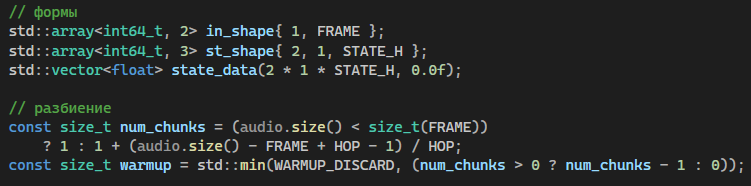 // формы
std::array<int64_t, 2> in_shape{ 1, FRAME };
std::array<int64_t, 3> st_shape{ 2, 1, STATE_H };
std::vector<float> state_data(2 * 1 * STATE_H, 0.0f);
// разбиение
const size_t num_chunks = (audio.size() < size_t(FRAME))
? 1 : 1 + (audio.size() - FRAME + HOP - 1) / HOP;
const size_t warmup = std::min(WARMUP_DISCARD, (num_chunks > 0 ? num_chunks - 1 : 0));